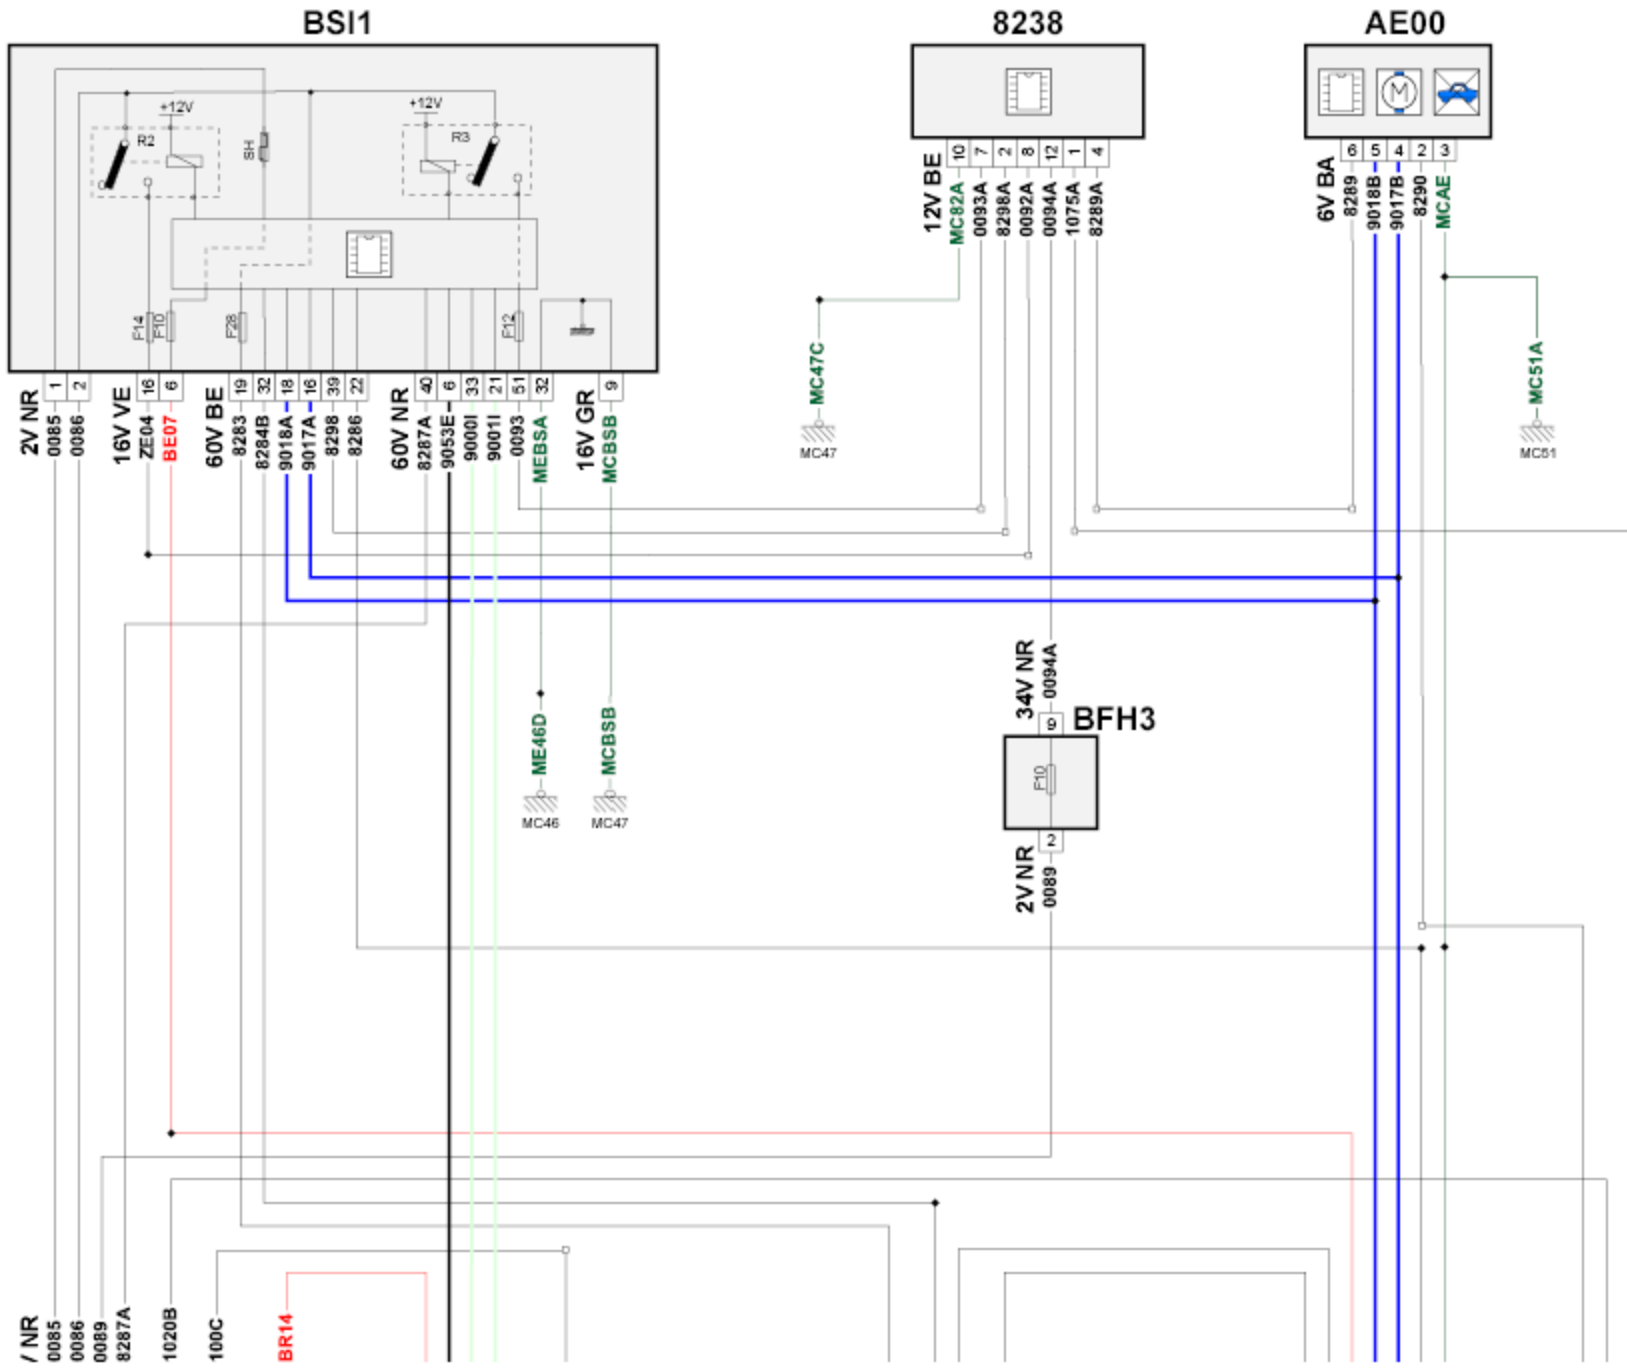 BSI1
8238
AE00
+12V
+12V
R2
R3
SH
M
F14
F10
F28
F12
10
7
2
8
12
1
4
6
5
4
2
3
12V BE
MC82A
0093A
8298A
0092A
0094A
1075A
8289A
6V BA
8289
9018B
9017B
8290
MCAE
1
2
16
6
19
32
18
16
39
22
40
6
33
21
51
32
9
2V NR
0085
0086
16V VE
ZE04
BE07
60V BE
8283
8284B
9018A
9017A
8298
8286
60V NR
8287A
9053E
9000I
9001I
0093
MEBSA
16V GR
MCBSB
MC47C
MC47
MC51A
MC51
ME46D
MC46
MCBSB
MC47
34V NR
0094A
9
BFH3
F10
2
2V NR
0089
V NR
0085
0086
0089
8287A
1020B
100C
BR14